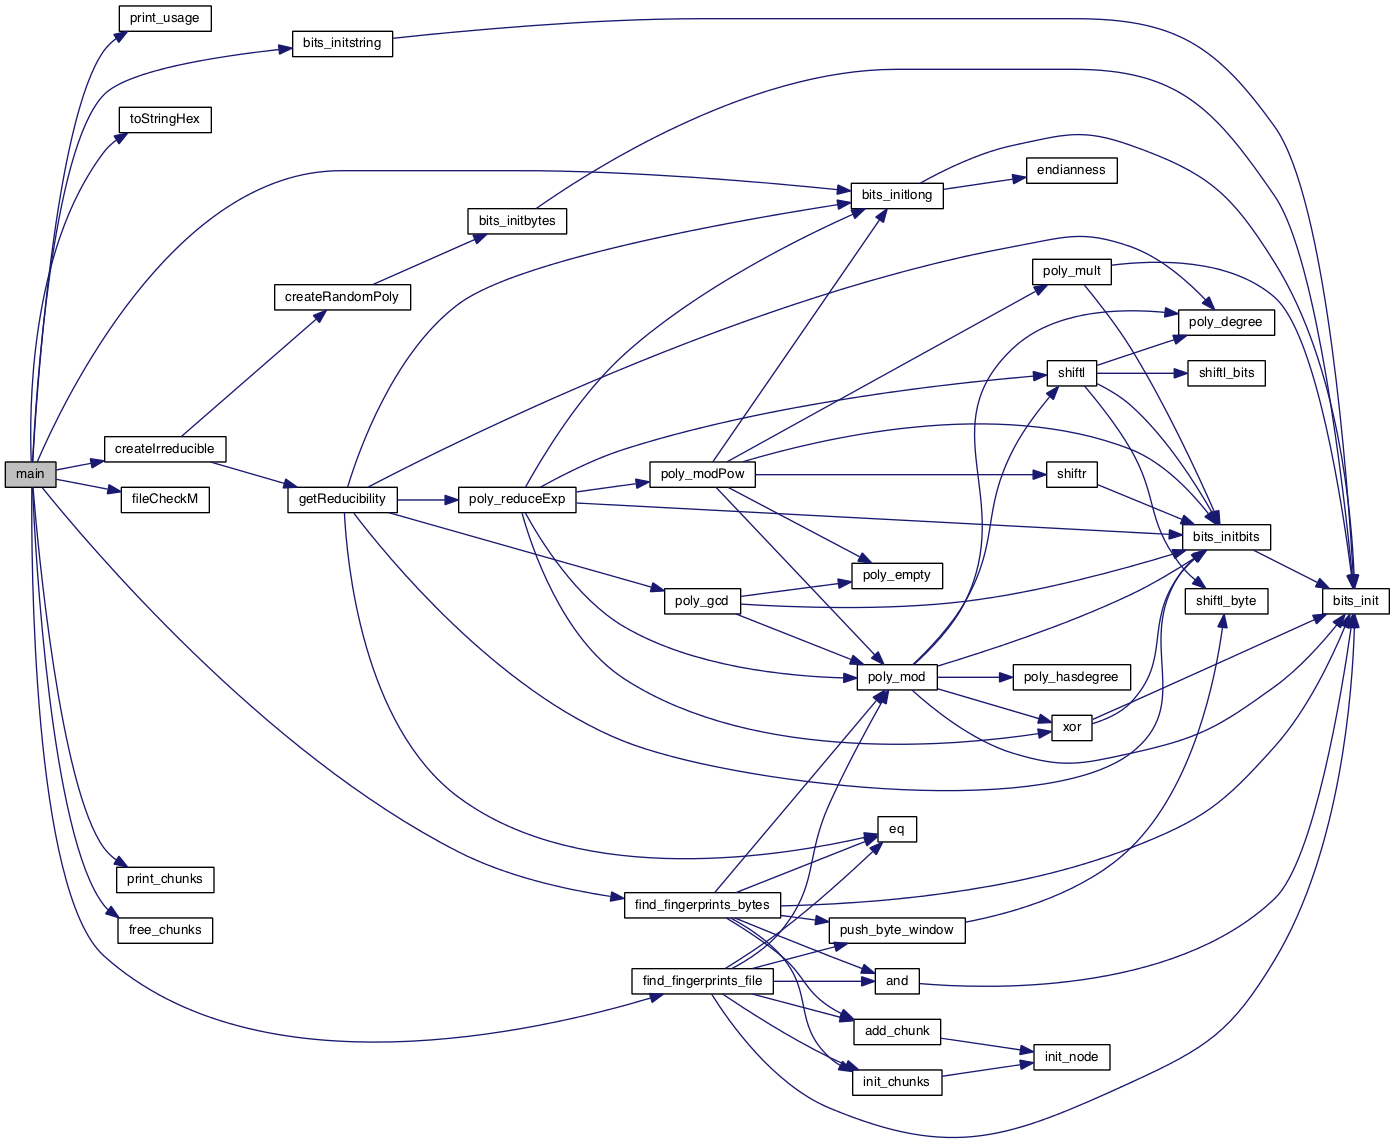 print_usage
bits_initstring
toStringHex
endianness
bits_initlong
bits_initbytes
poly_mult
createRandomPoly
poly_degree
shiftl
shiftl_bits
createIrreducible
main
poly_modPow
shiftr
fileCheckM
getReducibility
poly_reduceExp
bits_initbits
poly_empty
poly_gcd
shiftl_byte
bits_init
poly_mod
poly_hasdegree
xor
eq
print_chunks
find_fingerprints_bytes
free_chunks
push_byte_window
find_fingerprints_file
and
add_chunk
init_node
init_chunks